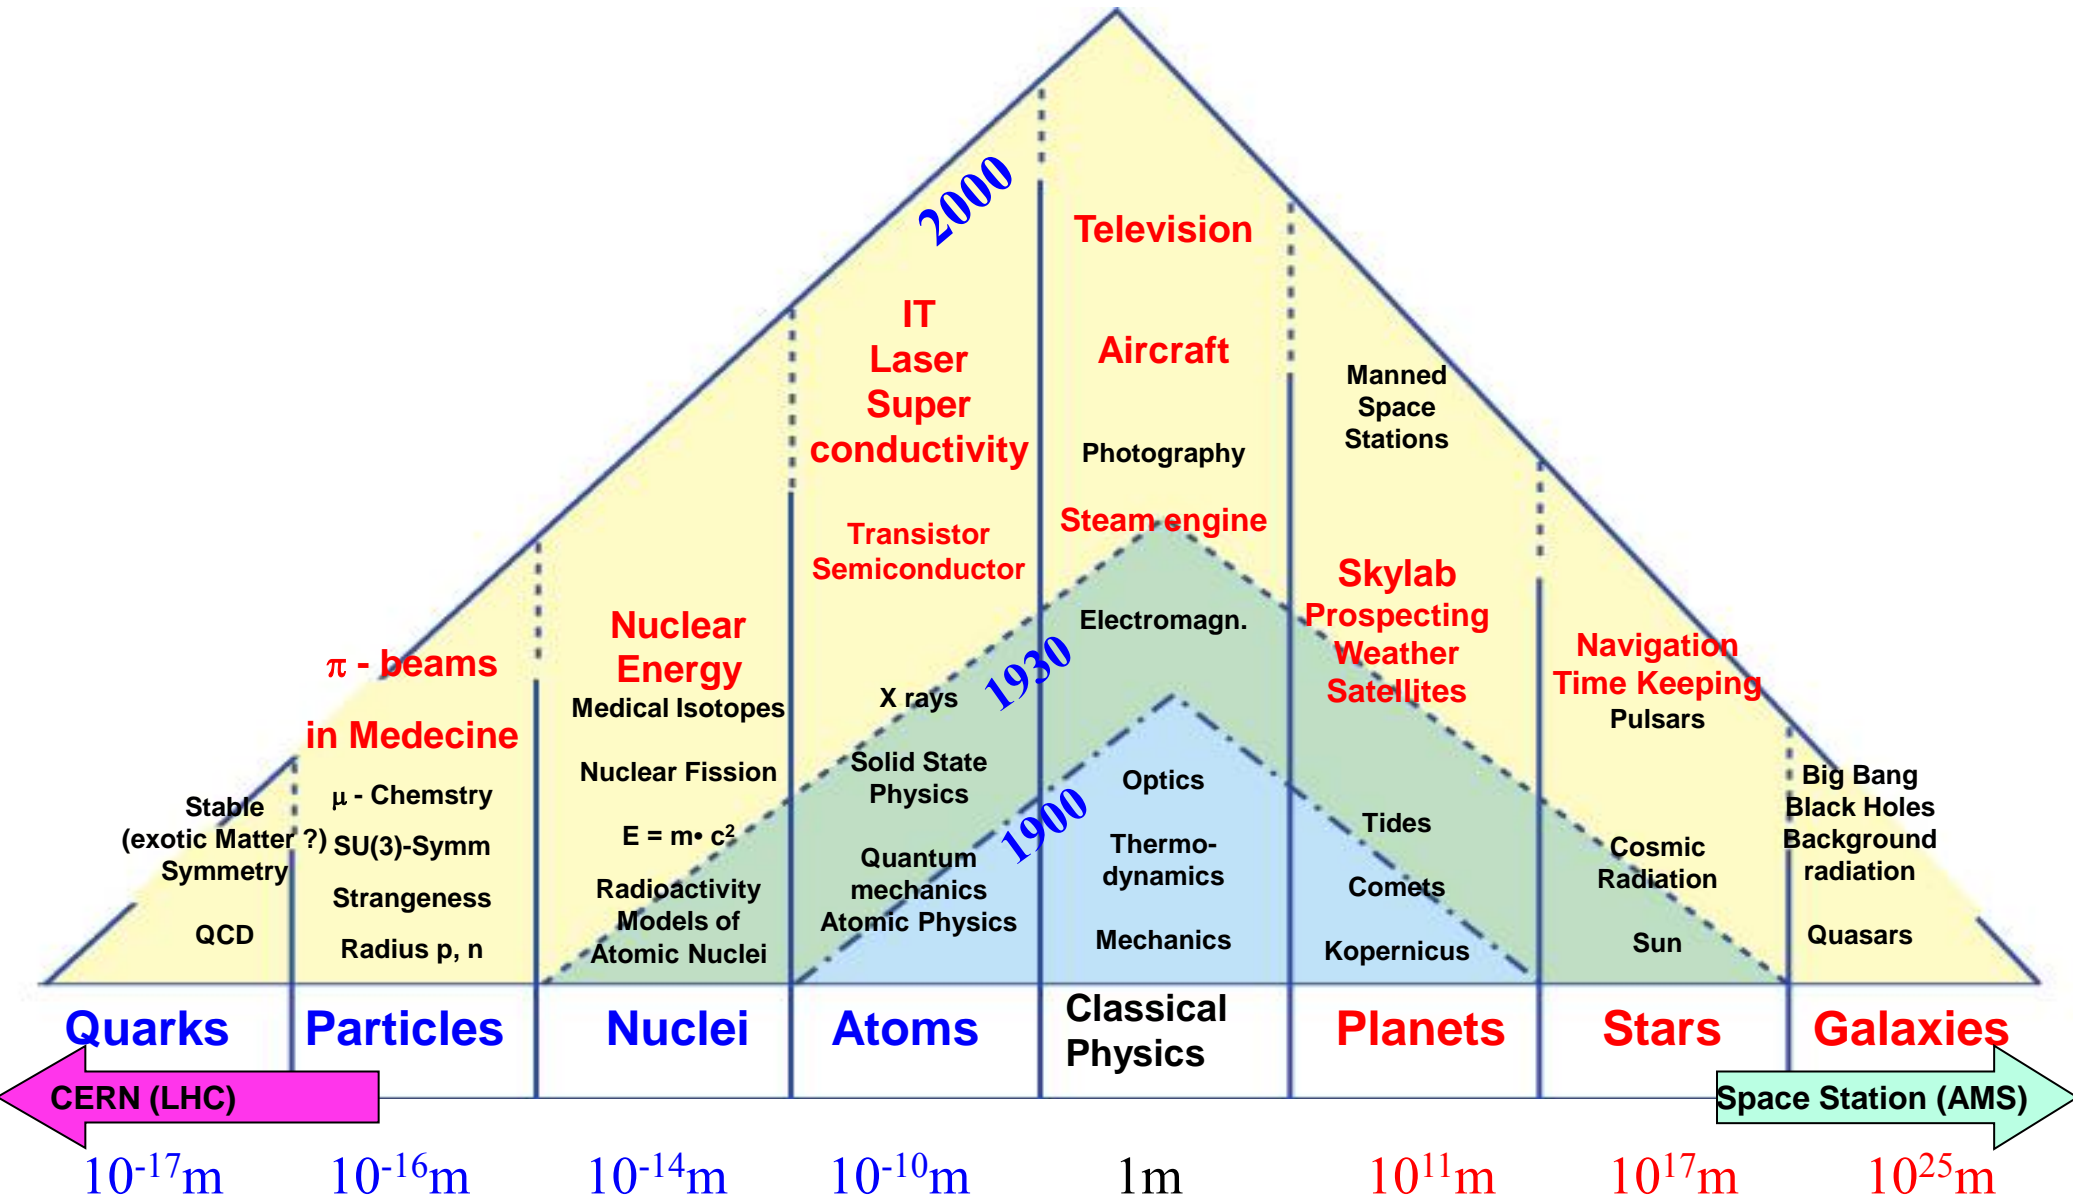 2000
1930
1900
Stable
(exotic Matter ?)
Symmetry
QCD
π - beams
in Medecine
μ - Chemstry
SU(3)-Symm
Strangeness
Radius p, n
Nuclear
Energy
Medical Isotopes
Nuclear Fission
E = m• c²
Radioactivity
Models of
Atomic Nuclei
IT
Laser
Super
conductivity
Transistor
Semiconductor
X rays
Solid State
Physics
Quantum
mechanics
Atomic Physics
Television
Aircraft
Photography
Steam engine
Electromagn.
Optics
Thermo-
dynamics
Mechanics
Manned
Space
Stations
Skylab
Prospecting
Weather
Satellites
Tides
Comets
Kopernicus
Navigation
Time Keeping
Pulsars
Cosmic
Radiation
Sun
Big Bang
Black Holes
Background
radiation
Quasars
Quarks
Particles
Nuclei
Atoms
Classical
Physics
Planets
Stars
Galaxies
CERN (LHC)
Space Station (AMS)
10⁻¹⁷m
10⁻¹⁶m
10⁻¹⁴m
10⁻¹⁰m
1m
10¹¹m
10¹⁷m
10²⁵m